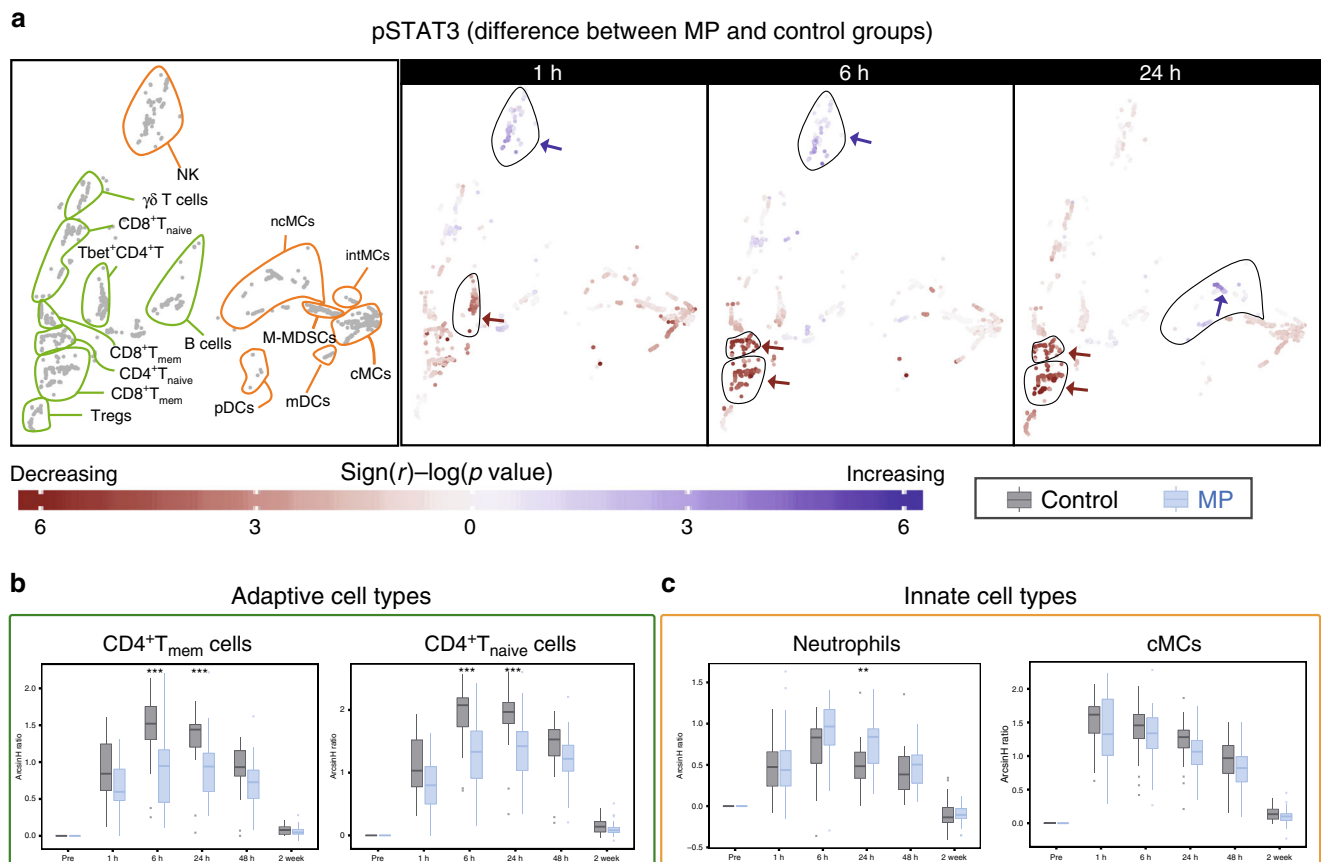 a
pSTAT3 (difference between MP and control groups)
1 h
6 h
24 h
NK
γδ T cells
CD8⁺Tnaive
Tbet⁺CD4⁺T
ncMCs
intMCs
B cells
M-MDSCs
CD8⁺Tmem
CD4⁺Tnaive
CD8⁺Tmem
cMCs
pDCs
mDCs
Tregs
Decreasing
Sign(r)–log(p value)
Increasing
6 3 0 3 6
Control MP
b
Adaptive cell types
CD4⁺Tmem cells
***
***
ArcsinH ratio
2.0
1.5
1.0
0.5
0.0
Pre 1 h 6 h 24 h 48 h 2 week
CD4⁺Tnaive cells
***
***
ArcsinH ratio
2
1
0
Pre 1 h 6 h 24 h 48 h 2 week
c
Innate cell types
Neutrophils
**
ArcsinH ratio
1.5
1.0
0.5
0.0
−0.5
Pre 1 h 6 h 24 h 48 h 2 week
cMCs
ArcsinH ratio
2.0
1.5
1.0
0.5
0.0
Pre 1 h 6 h 24 h 48 h 2 week